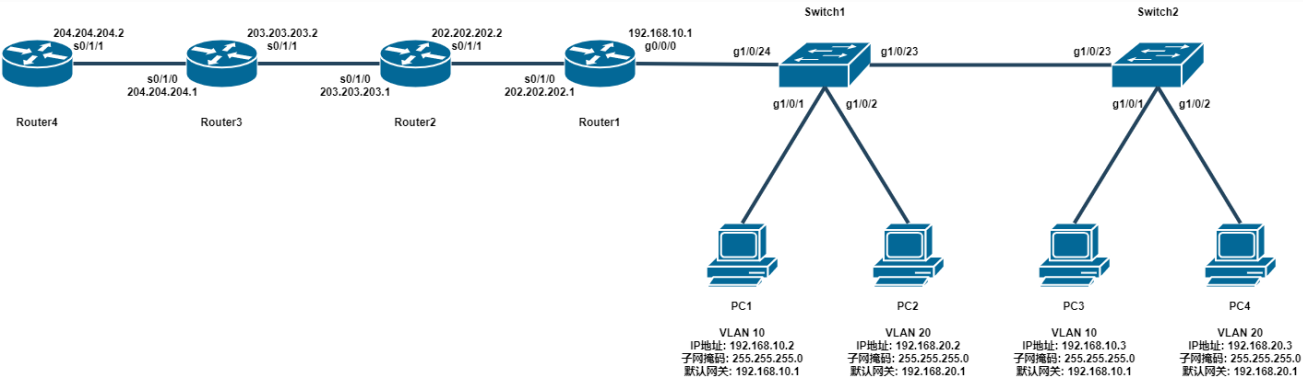 Switch1
Switch2
204.204.204.2
s0/1/1
203.203.203.2
s0/1/1
202.202.202.2
s0/1/1
192.168.10.1
g0/0/0
g1/0/24
g1/0/23
g1/0/23
s0/1/0
204.204.204.1
s0/1/0
203.203.203.1
s0/1/0
202.202.202.1
g1/0/1
g1/0/2
g1/0/1
g1/0/2
Router4
Router3
Router2
Router1
PC1
VLAN 10
IP地址: 192.168.10.2
子网掩码: 255.255.255.0
默认网关: 192.168.10.1
PC2
VLAN 20
IP地址: 192.168.20.2
子网掩码: 255.255.255.0
默认网关: 192.168.20.1
PC3
VLAN 10
IP地址: 192.168.10.3
子网掩码: 255.255.255.0
默认网关: 192.168.10.1
PC4
VLAN 20
IP地址: 192.168.20.3
子网掩码: 255.255.255.0
默认网关: 192.168.20.1